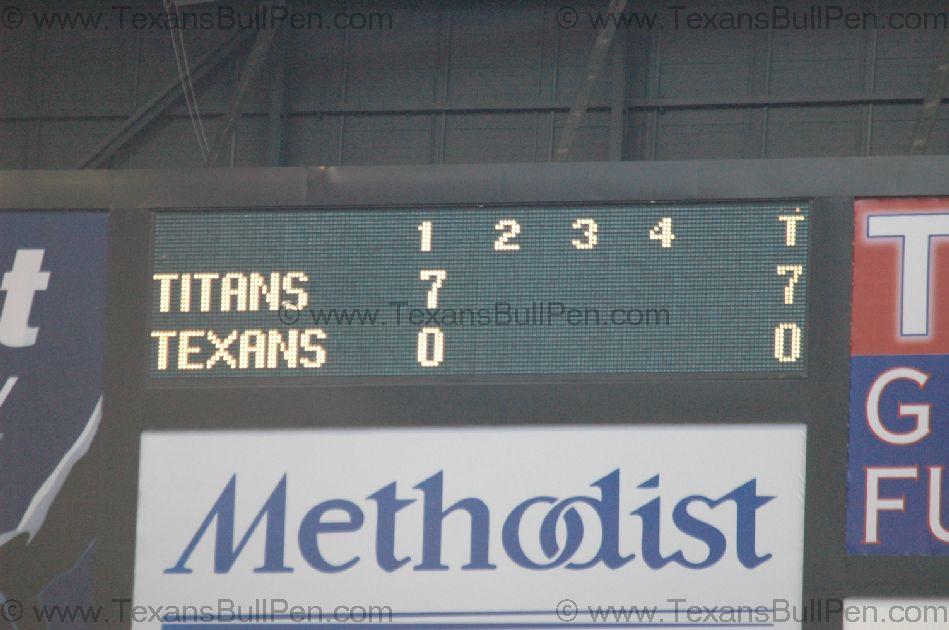 © www.TexansBullPen.com © www.TexansBullPen.com
1 2 3 4 T
TITANS 7 7
© www.TexansBullPen.com
TEXANS 0 0
t
T
G
FU
Methodist
© www.TexansBullPen.com © www.TexansBullPen.com